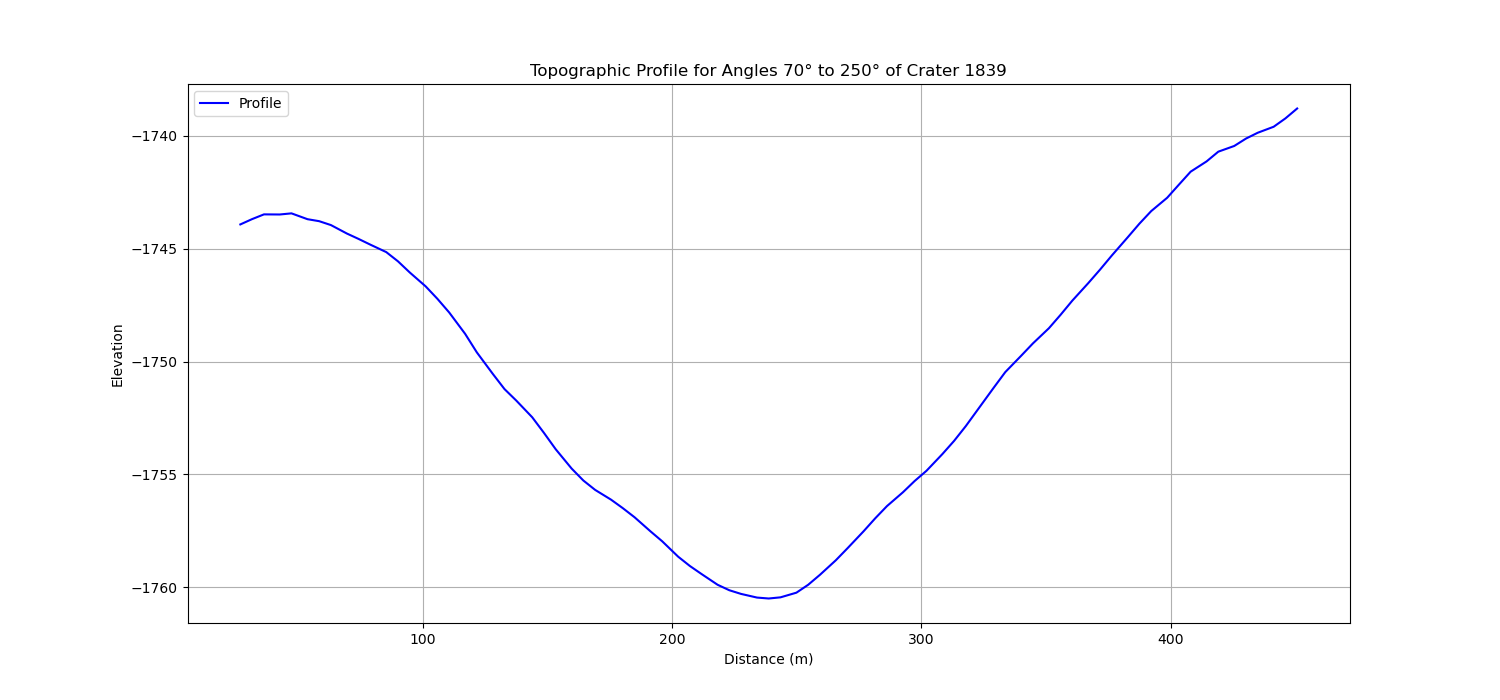 Topographic Profile for Angles 70° to 250° of Crater 1839
Profile
−1740
−1745
−1750
−1755
−1760
Elevation
100
200
300
400
Distance (m)